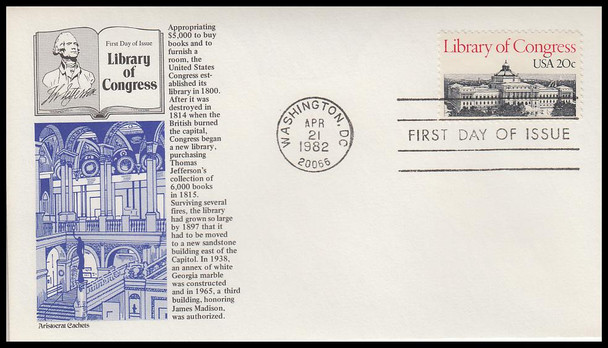 First Day of Issue
Library
of
Congress
Th Jefferson
Appropriating
$5,000 to buy
books and to
furnish a
room, the
United States
Congress est-
ablished its
library in 1800.
After it was
destroyed in
1814 when the
British burned
the capital,
Congress began
a new library,
purchasing
Thomas
Jefferson's
collection of
6,000 books
in 1815.
Surviving several
fires, the library
had grown so large
by 1897 that it
had to be moved
to a new sandstone
building east of the
Capitol. In 1938,
an annex of white
Georgia marble
was constructed
and in 1965, a third
building, honoring
James Madison,
was authorized.
Aristocrat Cachets
WASHINGTON, DC
APR
21
1982
20066
Library of Congress
USA 20c
FIRST DAY OF ISSUE